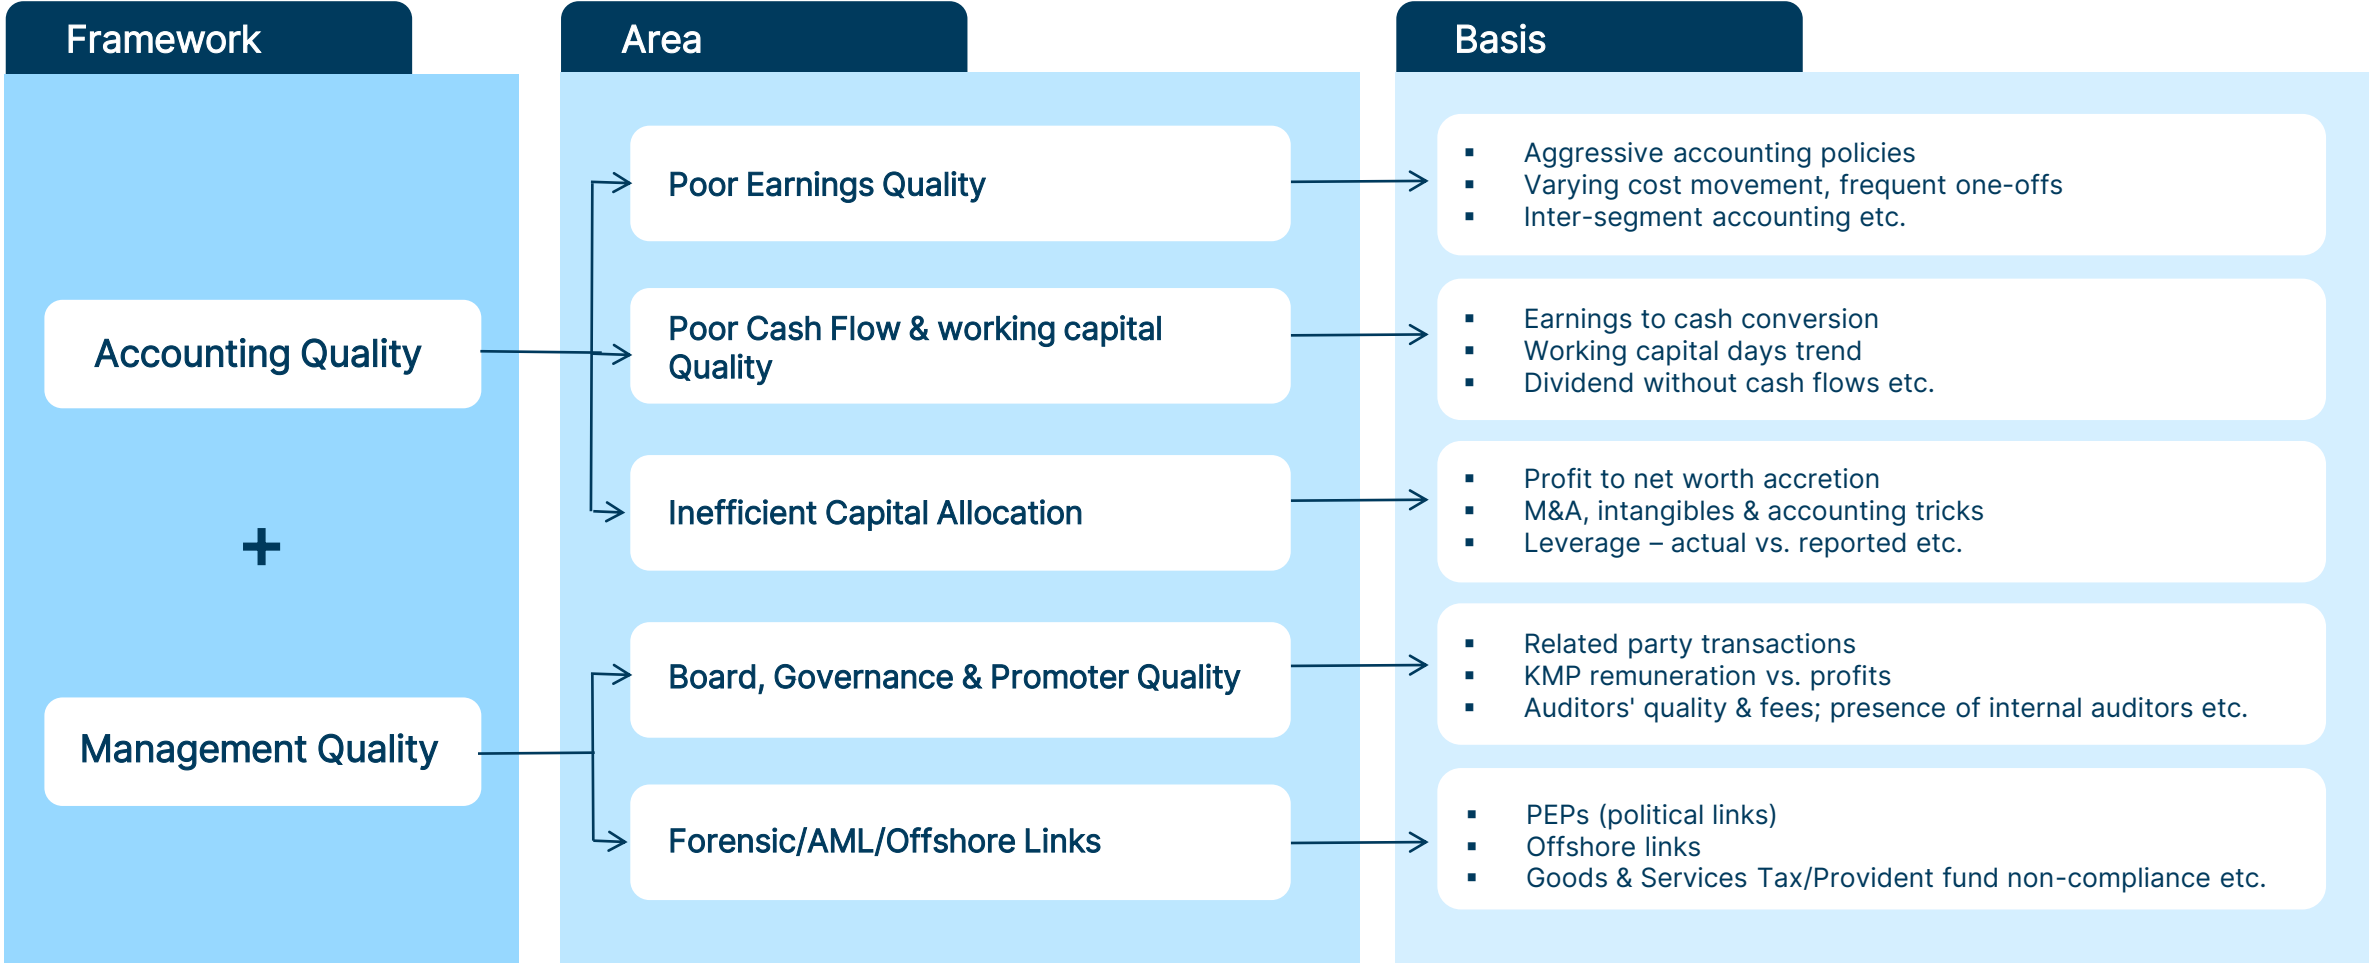 Framework
Area
Basis
Accounting Quality
+
Management Quality
Poor Earnings Quality
Poor Cash Flow & working capital
Quality
Inefficient Capital Allocation
Board, Governance & Promoter Quality
Forensic/AML/Offshore Links
▪ Aggressive accounting policies
▪ Varying cost movement, frequent one-offs
▪ Inter-segment accounting etc.
▪ Earnings to cash conversion
▪ Working capital days trend
▪ Dividend without cash flows etc.
▪ Profit to net worth accretion
▪ M&A, intangibles & accounting tricks
▪ Leverage – actual vs. reported etc.
▪ Related party transactions
▪ KMP remuneration vs. profits
▪ Auditors' quality & fees; presence of internal auditors etc.
▪ PEPs (political links)
▪ Offshore links
▪ Goods & Services Tax/Provident fund non-compliance etc.